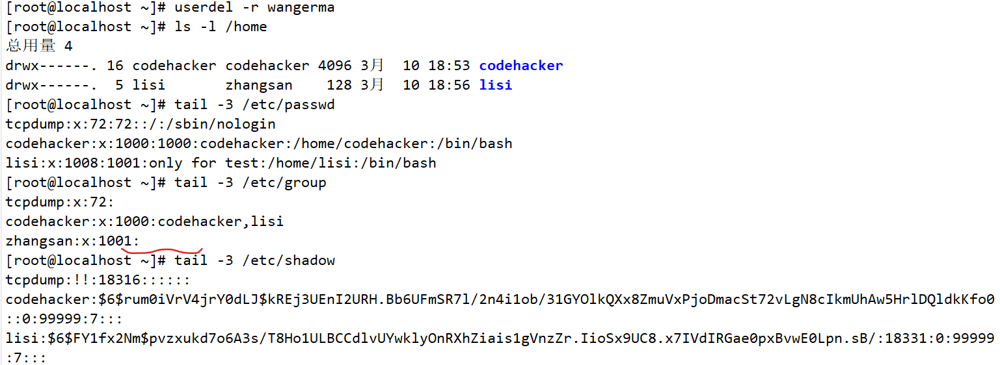 [root@localhost ~]# userdel -r wangerma
[root@localhost ~]# ls -l /home
总用量 4
drwx------. 16 codehacker codehacker 4096 3月  10 18:53 codehacker
drwx------.  5 lisi       zhangsan    128 3月  10 18:56 lisi
[root@localhost ~]# tail -3 /etc/passwd
tcpdump:x:72:72::/:/sbin/nologin
codehacker:x:1000:1000:codehacker:/home/codehacker:/bin/bash
lisi:x:1008:1001:only for test:/home/lisi:/bin/bash
[root@localhost ~]# tail -3 /etc/group
tcpdump:x:72:
codehacker:x:1000:codehacker,lisi
zhangsan:x:1001:
[root@localhost ~]# tail -3 /etc/shadow
tcpdump:!!:18316::::::
codehacker:$6$rum0iVrV4jrY0dLJ$kREj3UEnI2URH.Bb6UFmSR7l/2n4i1ob/31GYOlkQXx8ZmuVxPjoDmacSt72vLgN8cIkmUhAw5HrlDQldkKfo0
::0:99999:7:::
lisi:$6$FY1fx2Nm$pvzxukd7o6A3s/T8Ho1ULBCCdlvUYwklyOnRXhZiais1gVnzZr.IioSx9UC8.x7IVdIRGae0pxBvwE0Lpn.sB/:18331:0:99999
:7:::